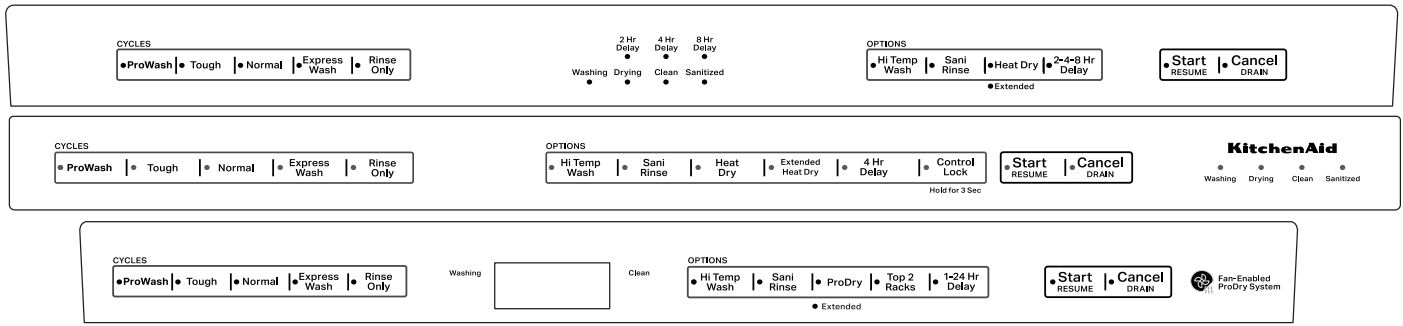 CYCLES
ProWash Tough Normal Express Wash Rinse Only
2 Hr Delay 4 Hr Delay 8 Hr Delay
Washing Drying Clean Sanitized
OPTIONS
Hi Temp Wash Sani Rinse Heat Dry 2-4-8 Hr Delay
Extended
Start RESUME Cancel DRAIN
CYCLES
ProWash Tough Normal Express Wash Rinse Only
OPTIONS
Hi Temp Wash Sani Rinse Heat Dry Extended Heat Dry 4 Hr Delay Control Lock
Hold for 3 Sec
Start RESUME Cancel DRAIN
KitchenAid
Washing Drying Clean Sanitized
CYCLES
ProWash Tough Normal Express Wash Rinse Only
Washing Clean
OPTIONS
Hi Temp Wash Sani Rinse ProDry Top 2 Racks 1-24 Hr Delay
Extended
Start RESUME Cancel DRAIN
Fan-Enabled
ProDry System